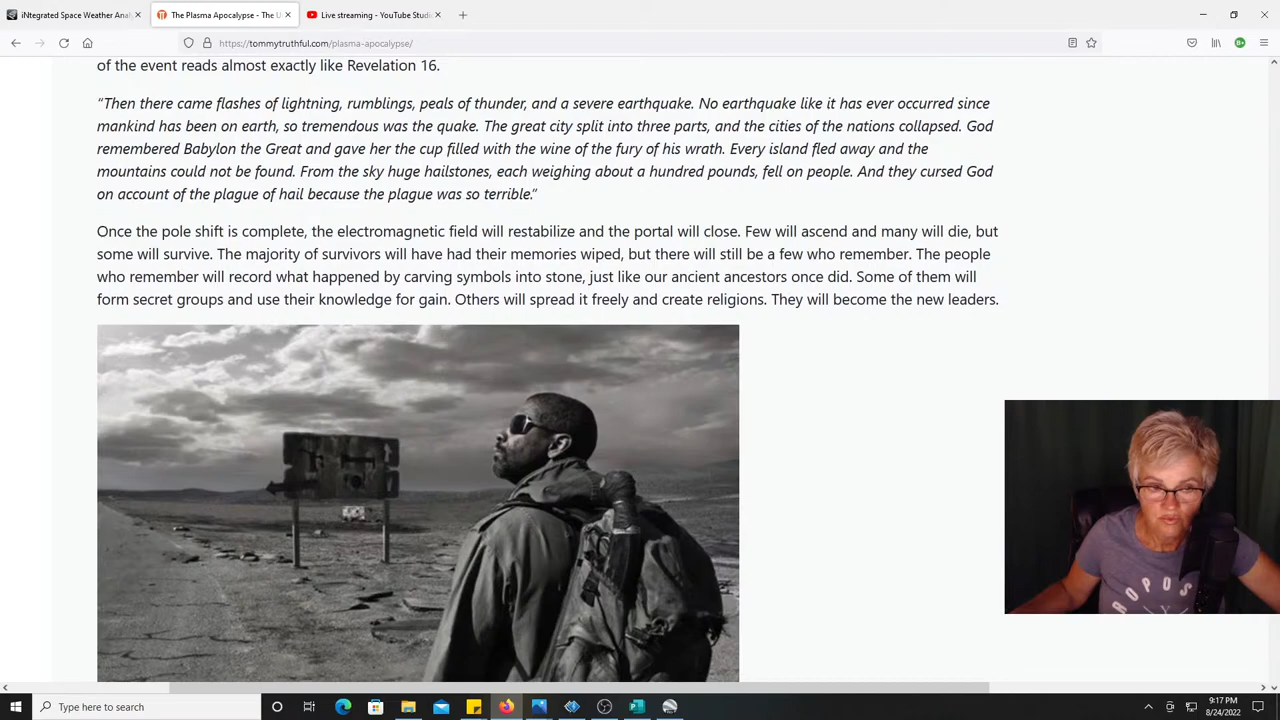 iNtegrated Space Weather Anal
The Plasma Apocalypse - The U
Live streaming - YouTube Studio
https://tommytruthful.com/plasma-apocalypse/
of the event reads almost exactly like Revelation 16.
“Then there came flashes of lightning, rumblings, peals of thunder, and a severe earthquake. No earthquake like it has ever occurred since
mankind has been on earth, so tremendous was the quake. The great city split into three parts, and the cities of the nations collapsed. God
remembered Babylon the Great and gave her the cup filled with the wine of the fury of his wrath. Every island fled away and the
mountains could not be found. From the sky huge hailstones, each weighing about a hundred pounds, fell on people. And they cursed God
on account of the plague of hail because the plague was so terrible.”
Once the pole shift is complete, the electromagnetic field will restabilize and the portal will close. Few will ascend and many will die, but
some will survive. The majority of survivors will have had their memories wiped, but there will still be a few who remember. The people
who remember will record what happened by carving symbols into stone, just like our ancient ancestors once did. Some of them will
form secret groups and use their knowledge for gain. Others will spread it freely and create religions. They will become the new leaders.
ROPOS
Type here to search
9:17 PM
8/24/2022